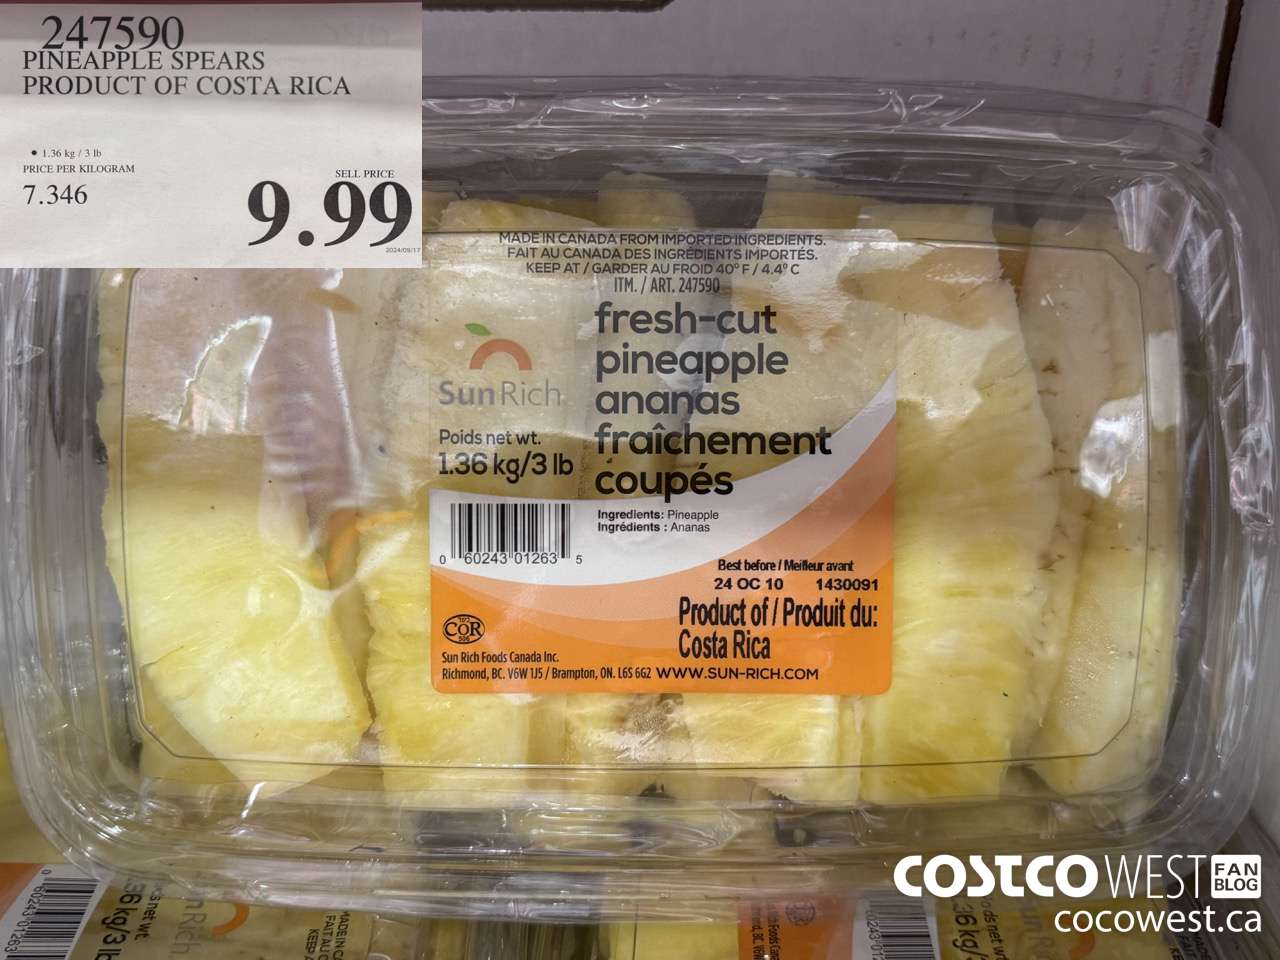 247590
PINEAPPLE SPEARS
PRODUCT OF COSTA RICA
• 1.36 kg / 3 lb
PRICE PER KILOGRAM
7.346
SELL PRICE
9.99
2024/09/17
MADE IN CANADA FROM IMPORTED INGREDIENTS.
FAIT AU CANADA DES INGRÉDIENTS IMPORTÉS.
KEEP AT / GARDER AU FROID 40° F / 4.4° C
ITM. / ART. 247590
fresh-cut
pineapple
ananas
fraîchement
coupés
SunRich
Poids net wt.
1.36 kg/3 lb
Ingredients: Pineapple
Ingrédients : Ananas
0 60243 01263 5
Best before / Meilleur avant
24 OC 10 1430091
Product of / Produit du:
Costa Rica
COR
Sun Rich Foods Canada Inc.
Richmond, BC. V6W 1J5 / Brampton, ON. L6S 6G2 WWW.SUN-RICH.COM
COSTCO WEST FAN BLOG
cocowest.ca